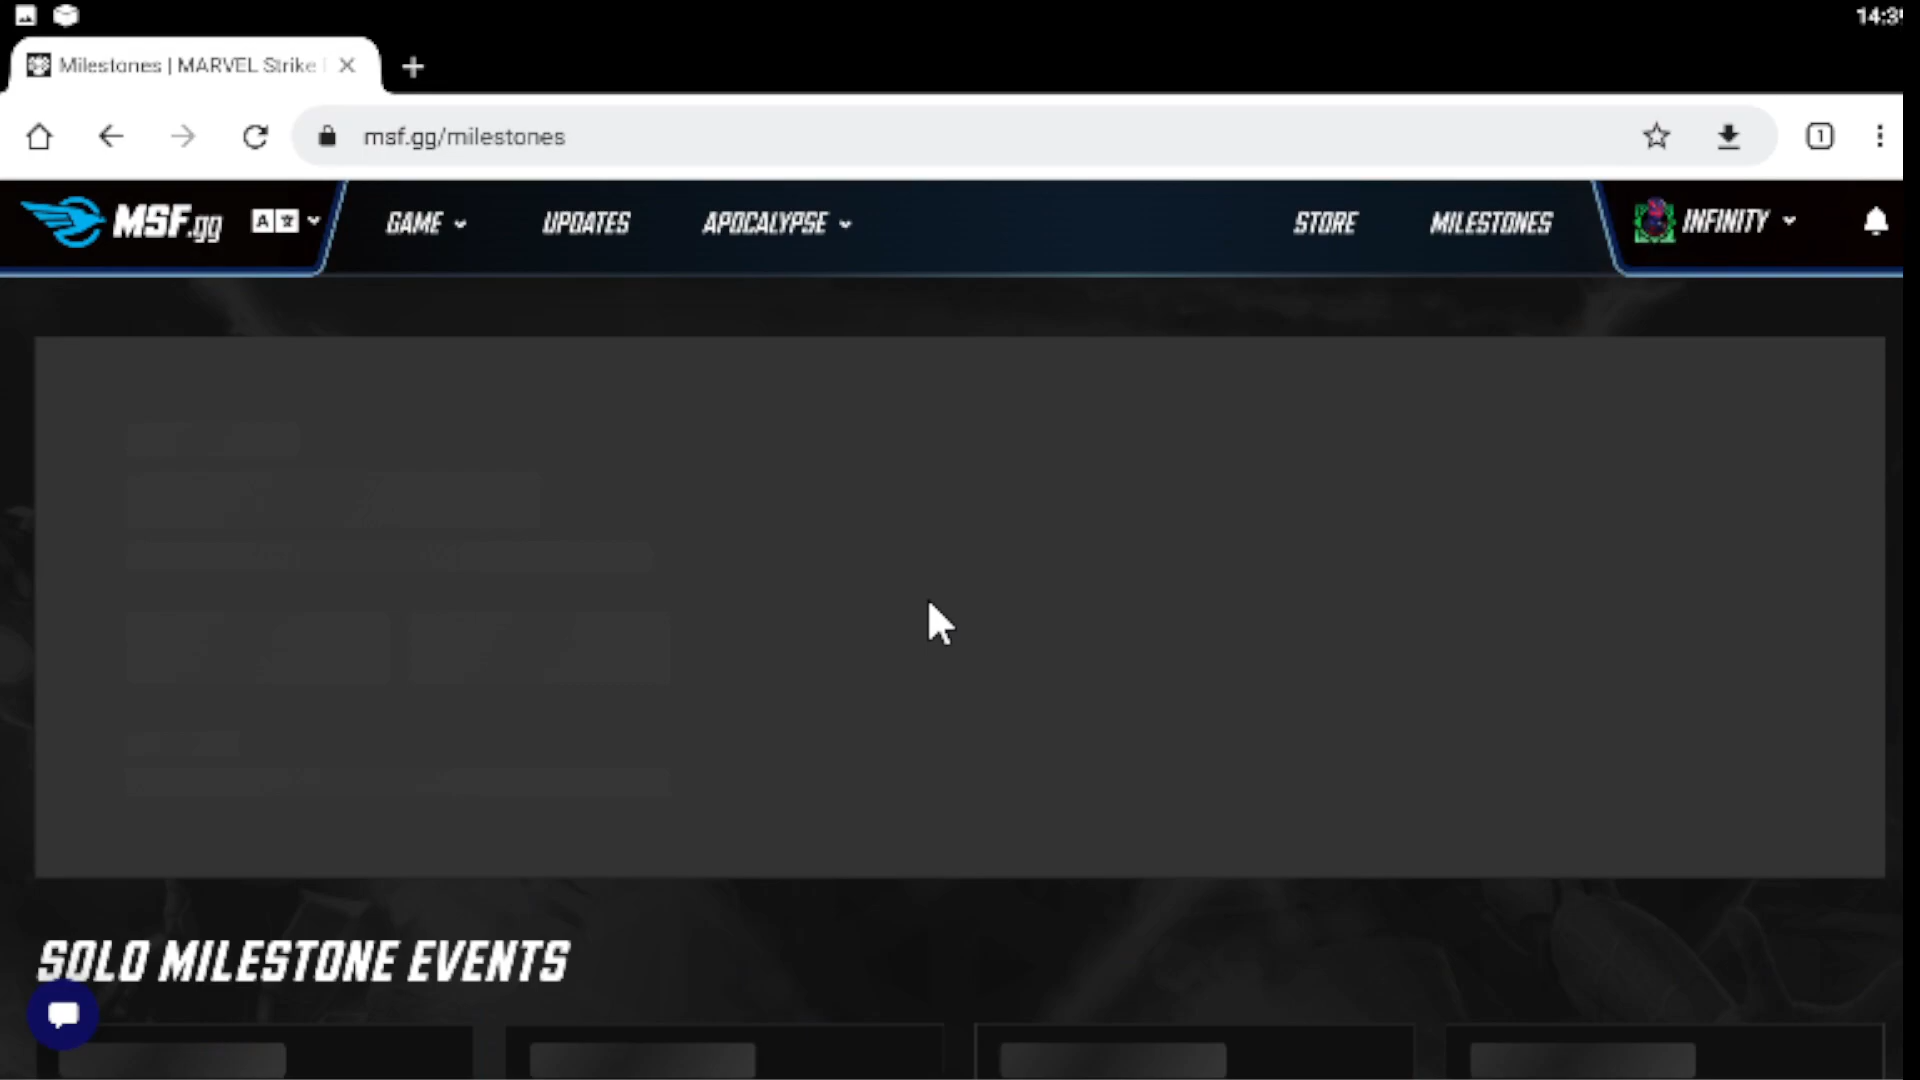 14:3
Milestones | MARVEL Strike
msf.gg/milestones
1
MSF.gg
A
GAME
UPDATES
APOCALYPSE
STORE
MILESTONES
INFINITY
SOLO MILESTONE EVENTS